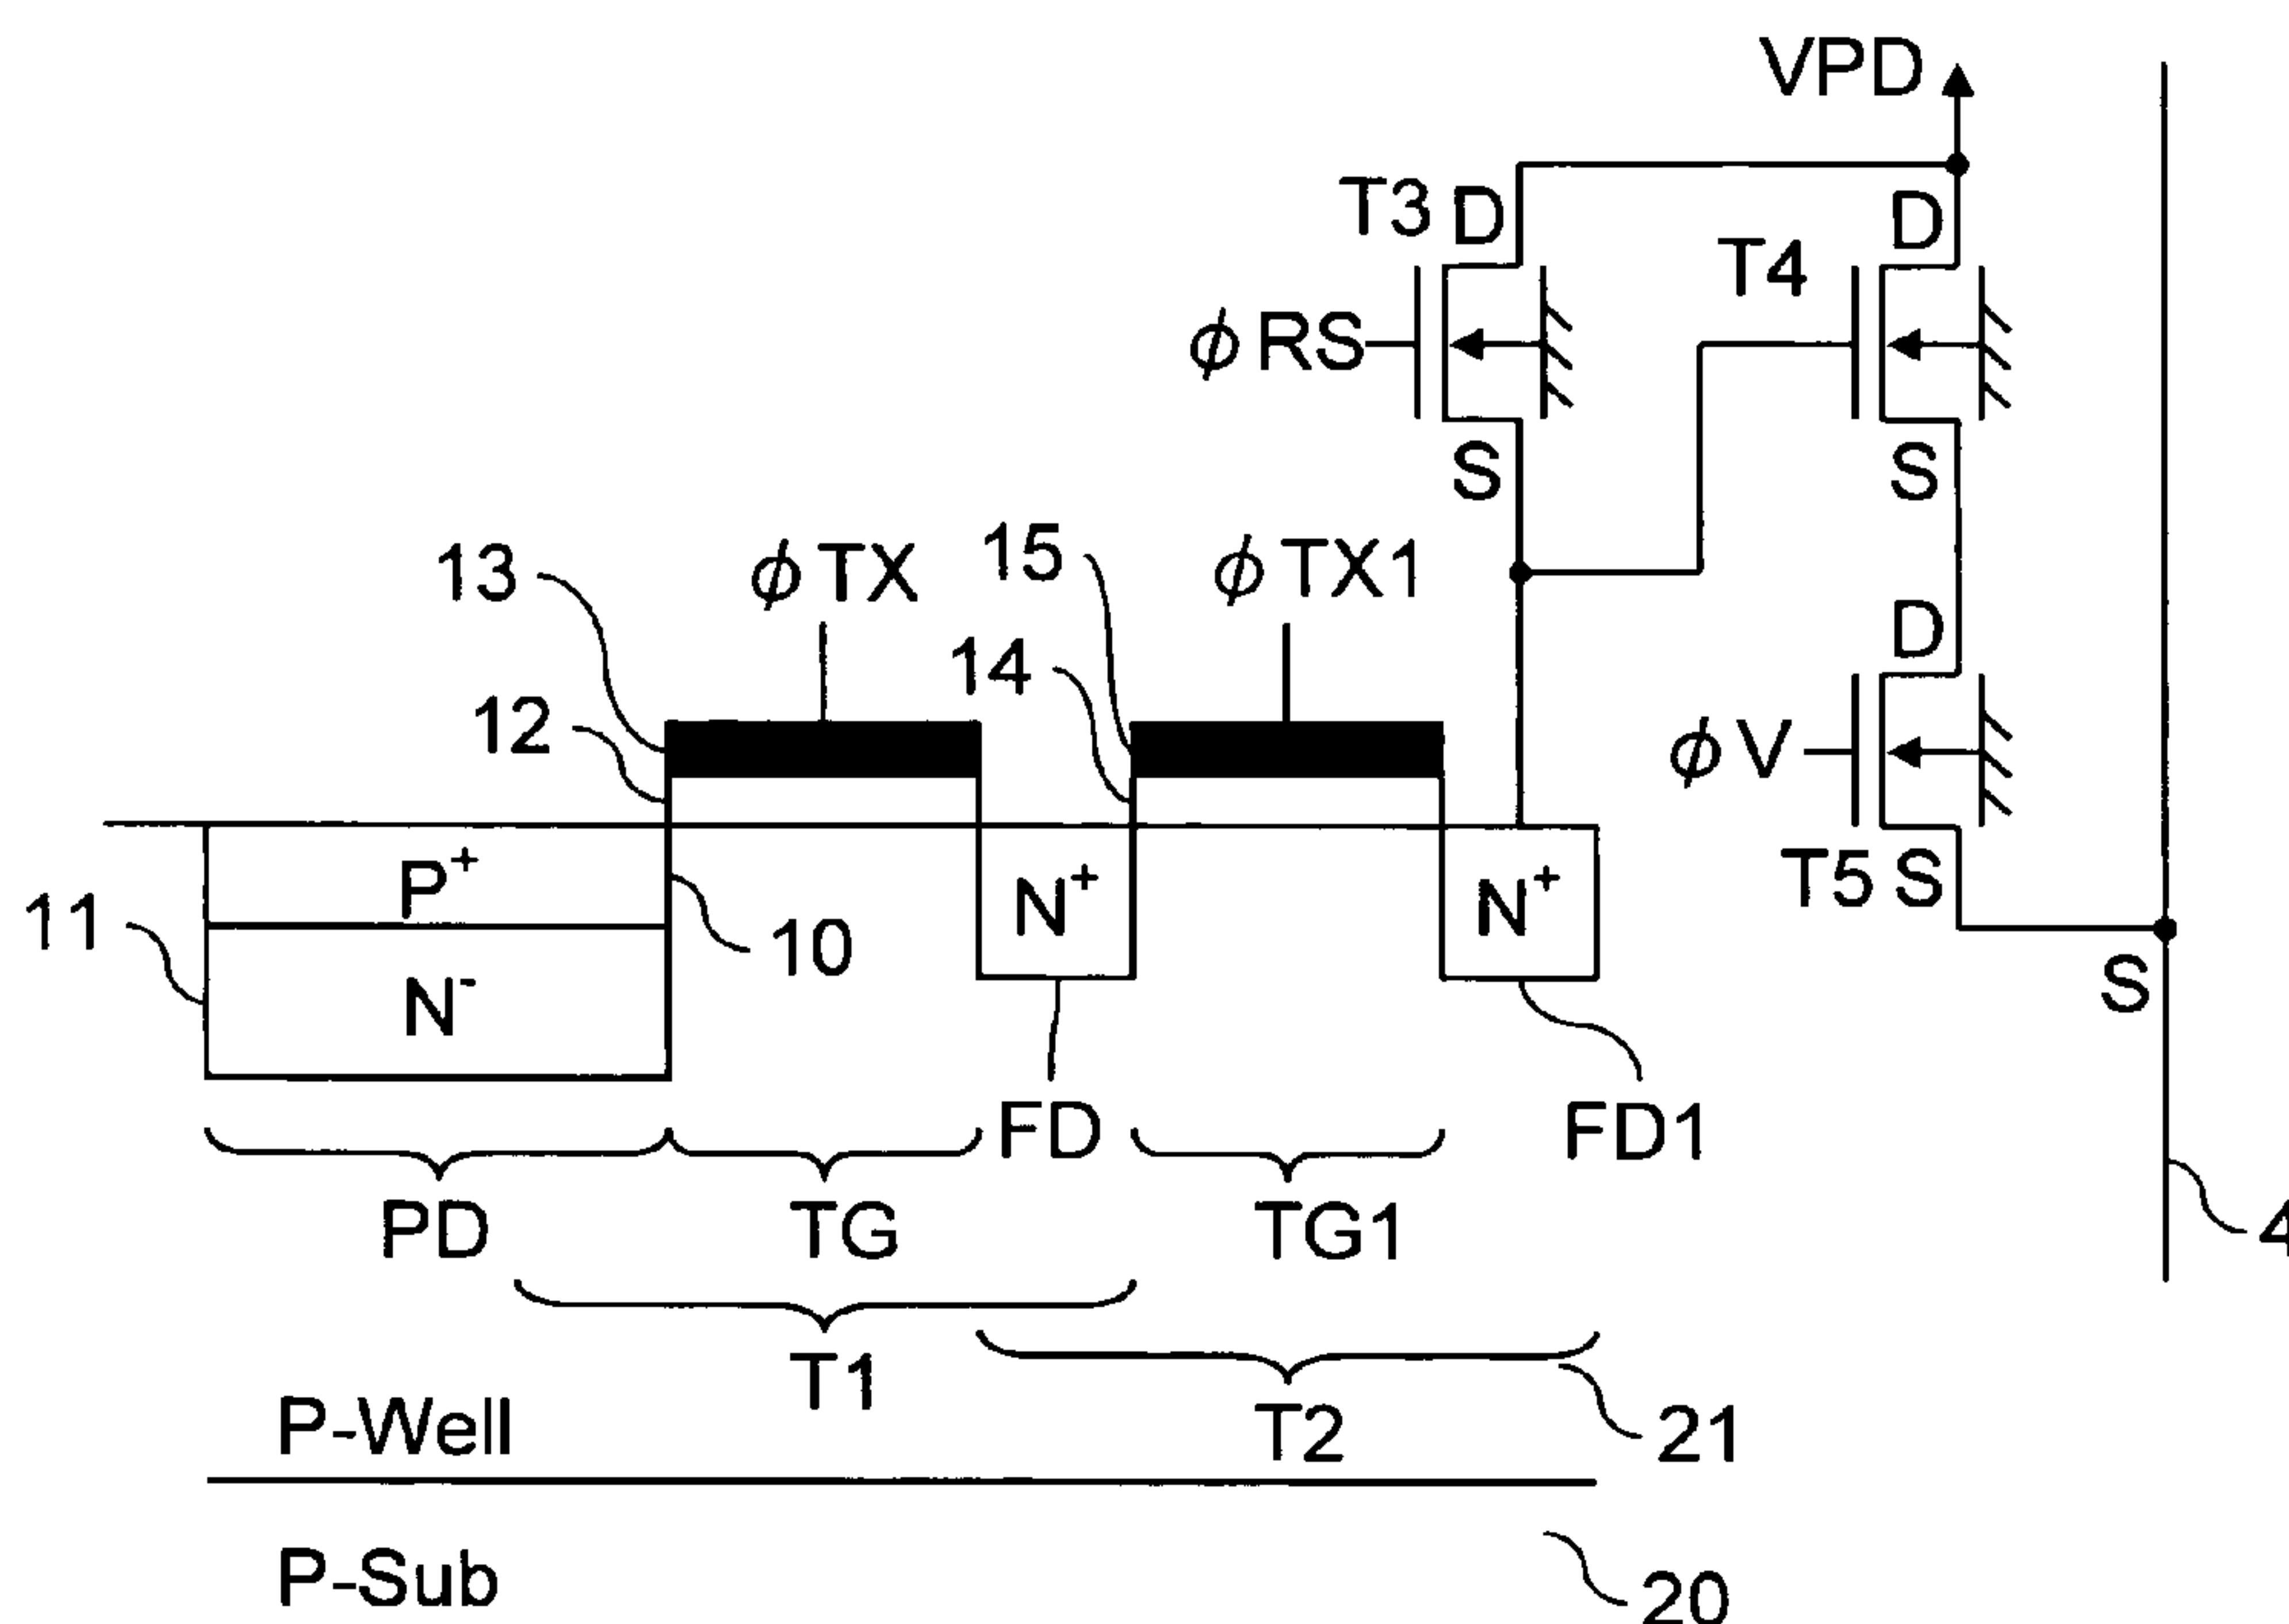 VPD
T3 D
D
T4
φRS
S
S
13
φTX
15
φTX1
14
12
D
φV
T5 S
P+
N+
N+
11
10
N-
S
FD
FD1
PD
TG
TG1
4
T1
T2
21
P-Well
P-Sub
20